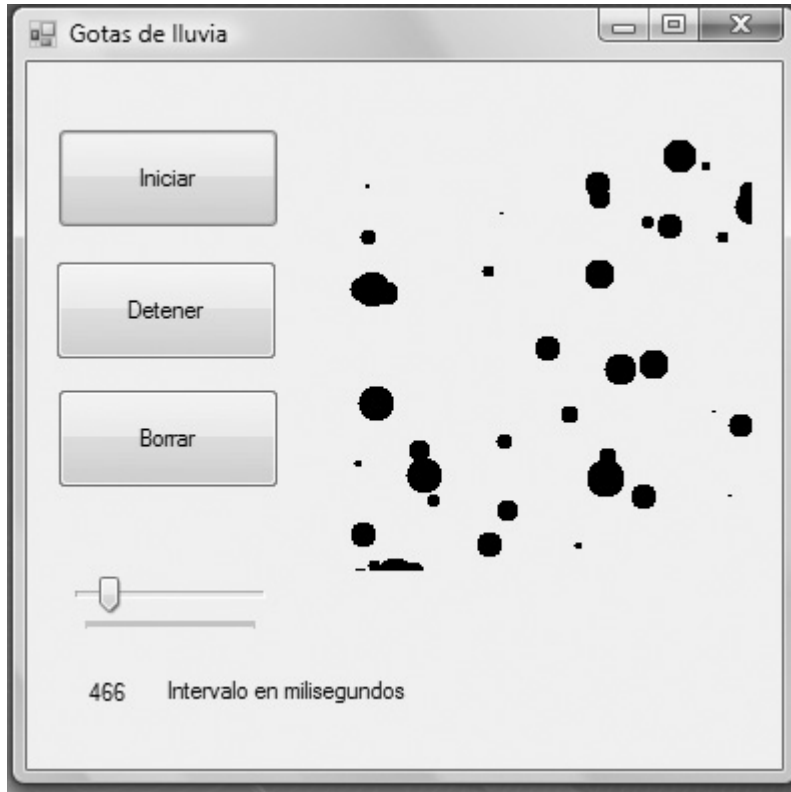 Gotas de lluvia
Iniciar
Detener
Borrar
466 Intervalo en milisegundos